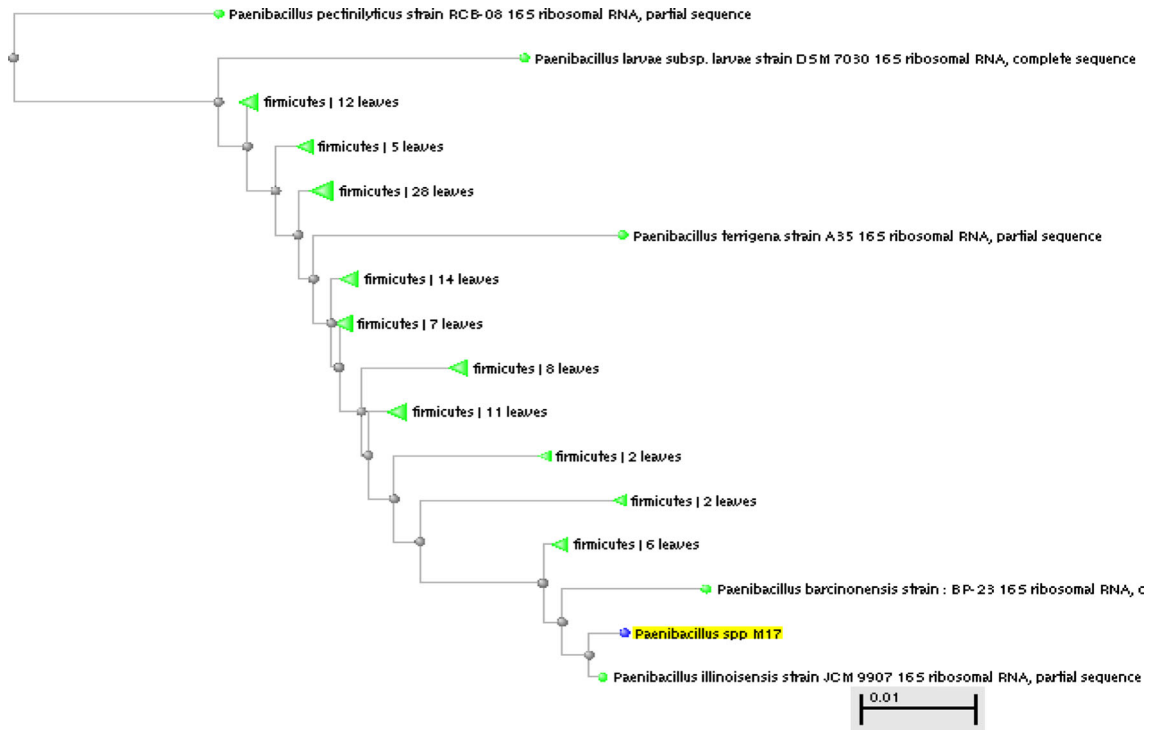 Paenibacillus pectinilyticus strain RCB-08 16S ribosomal RNA, partial sequence
Paenibacillus larvae subsp. larvae strain DSM 7030 16S ribosomal RNA, complete sequence
firmicutes | 12 leaves
firmicutes | 5 leaves
firmicutes | 28 leaves
Paenibacillus terrigena strain A35 16S ribosomal RNA, partial sequence
firmicutes | 14 leaves
firmicutes | 7 leaves
firmicutes | 8 leaves
firmicutes | 11 leaves
firmicutes | 2 leaves
firmicutes | 2 leaves
firmicutes | 6 leaves
Paenibacillus barcinonensis strain : BP-23 16S ribosomal RNA, c
Paenibacillus spp M17
Paenibacillus illinoisensis strain JCM 9907 16S ribosomal RNA, partial sequence
0.01